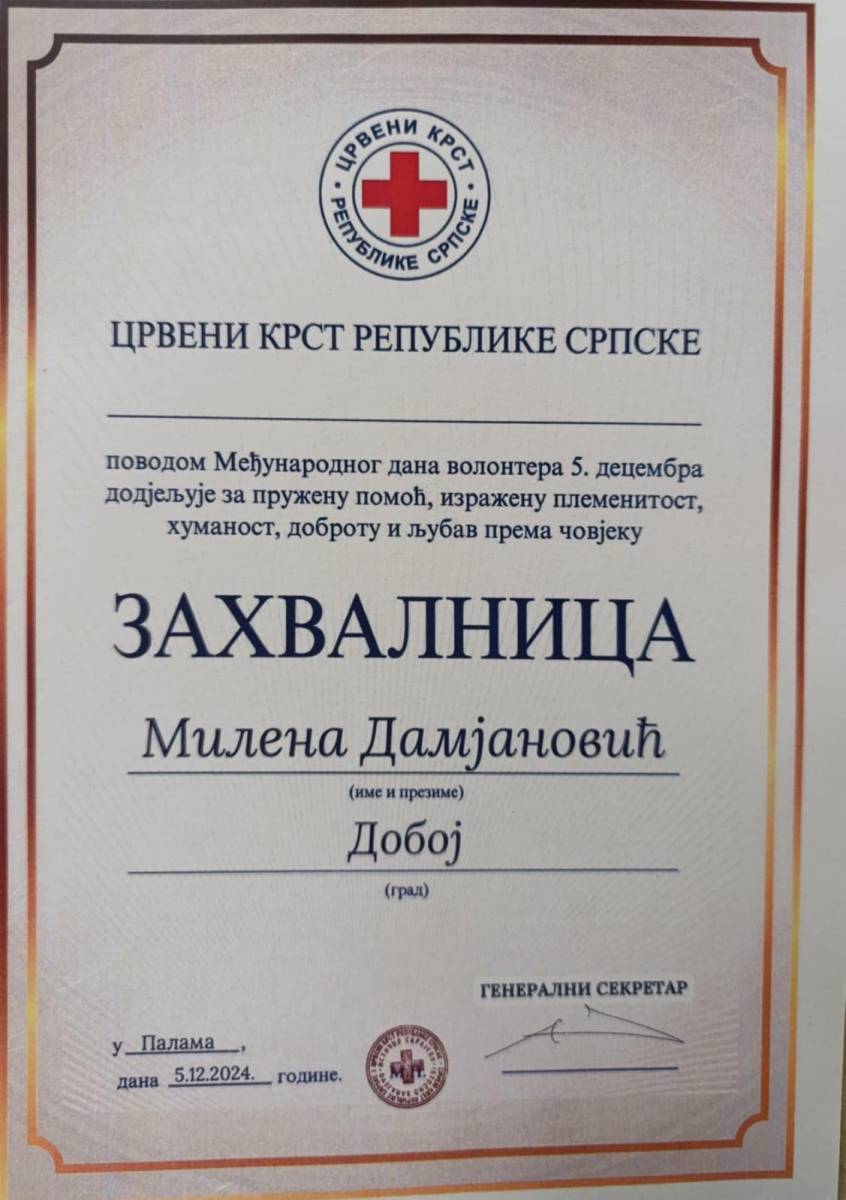 ЦРВЕНИ КРСТ
РЕПУБЛИКЕ СРПСКЕ
ЦРВЕНИ КРСТ РЕПУБЛИКЕ СРПСКЕ
поводом Међународног дана волонтера 5. децембра
додјељује за пружену помоћ, изражену племенитост,
хуманост, доброту и љубав према човјеку
ЗАХВАЛНИЦА
Милена Дамјановић
(име и презиме)
Добој
(град)
ГЕНЕРАЛНИ СЕКРЕТАР
у Палама,
дана 5.12.2024. године.
М.П.